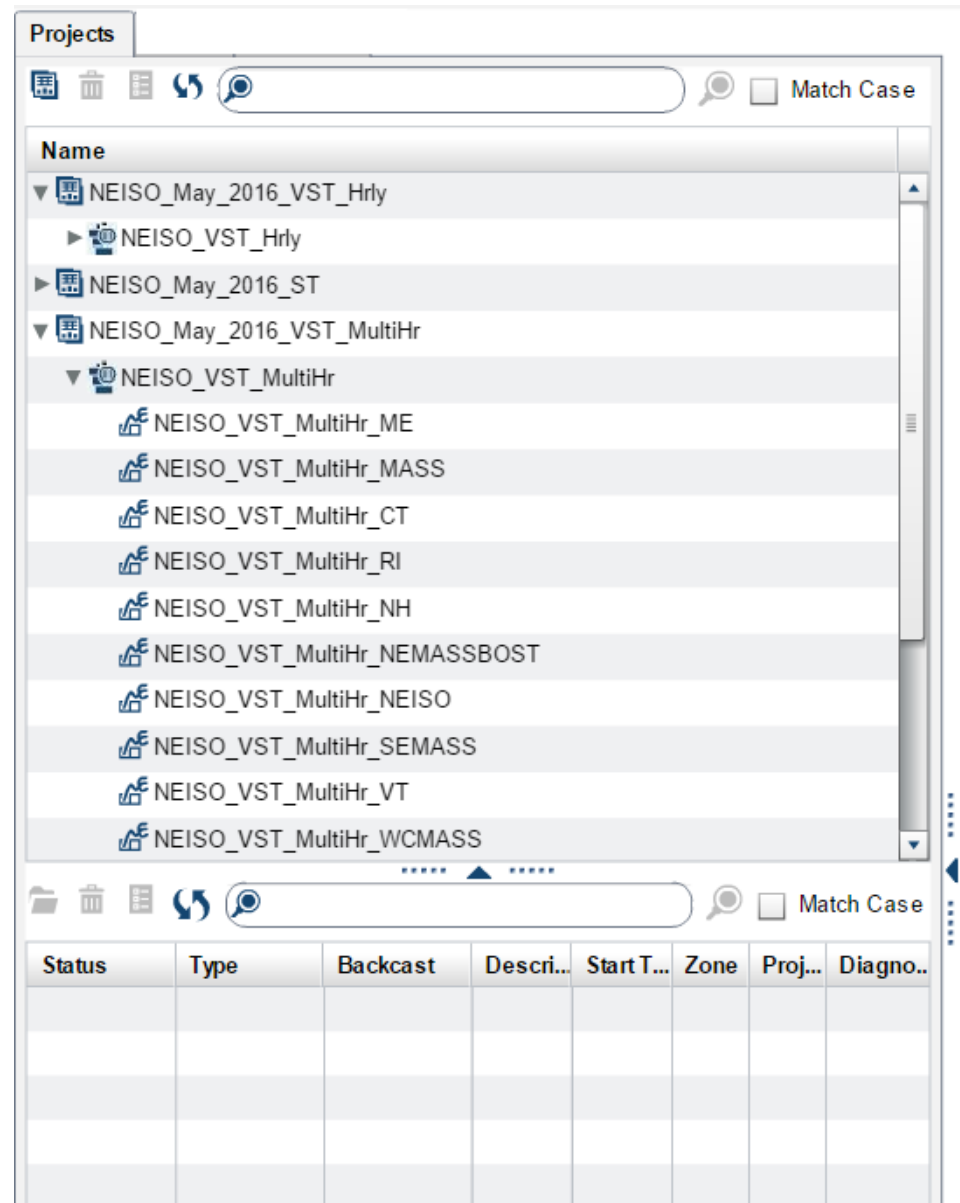 Projects
Match Case
Name
NEISO_May_2016_VST_Hrly
NEISO_VST_Hrly
NEISO_May_2016_ST
NEISO_May_2016_VST_MultiHr
NEISO_VST_MultiHr
NEISO_VST_MultiHr_ME
NEISO_VST_MultiHr_MASS
NEISO_VST_MultiHr_CT
NEISO_VST_MultiHr_RI
NEISO_VST_MultiHr_NH
NEISO_VST_MultiHr_NEMASSBOST
NEISO_VST_MultiHr_NEISO
NEISO_VST_MultiHr_SEMASS
NEISO_VST_MultiHr_VT
NEISO_VST_MultiHr_WCMASS
Match Case
Status Type Backcast Descri... Start T... Zone Proj... Diagno..